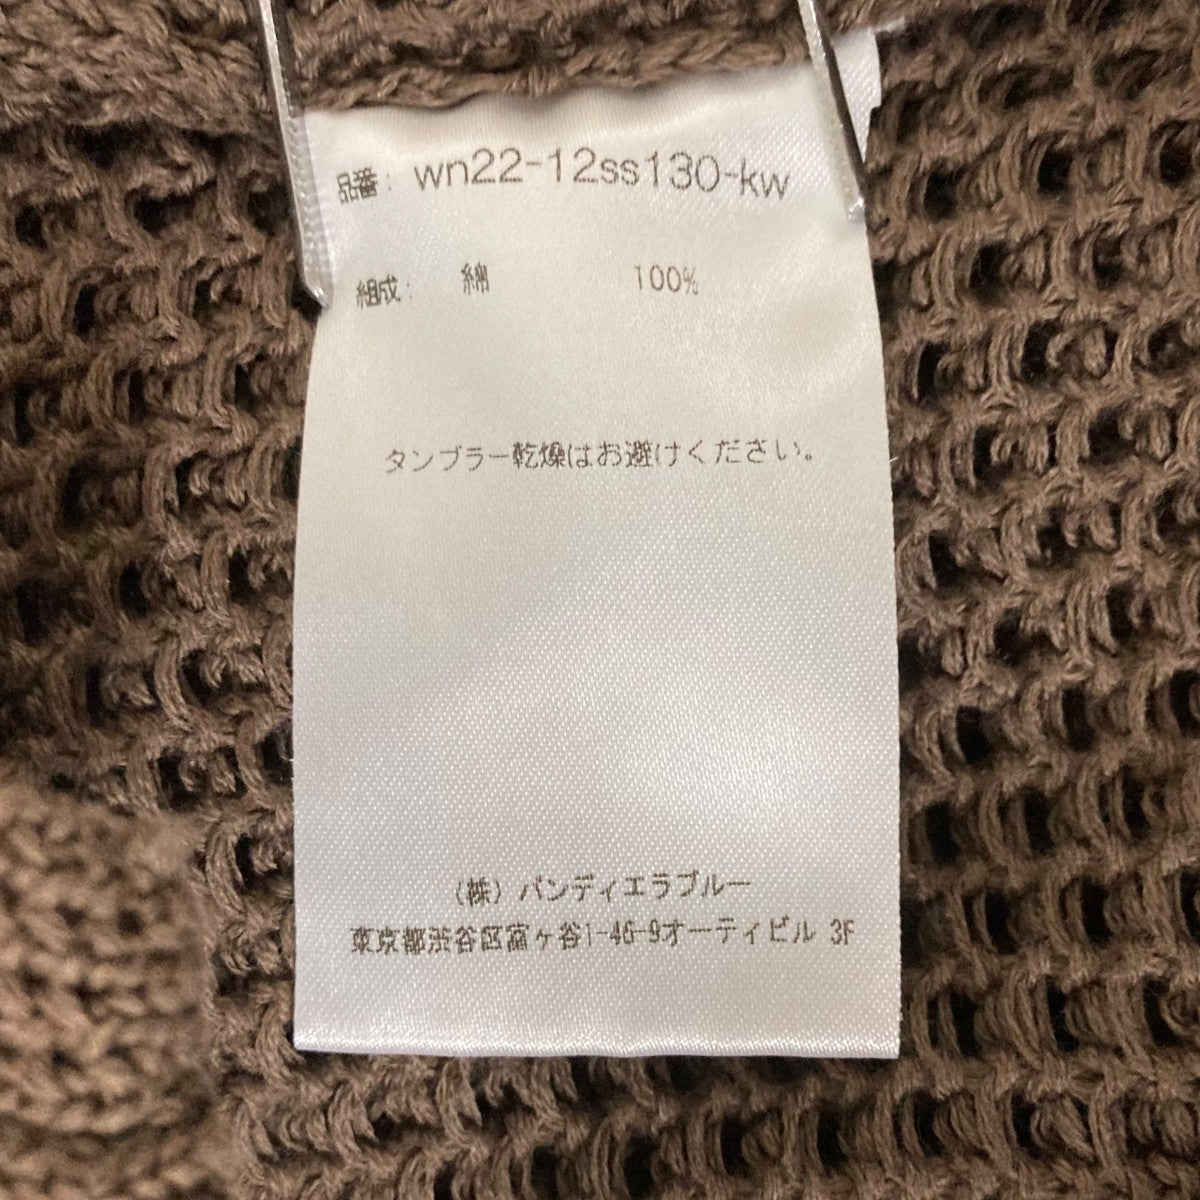 品番: wn22-12ss130-kw
組成: 綿 100%
タンブラー乾燥はお避けください。
(株) バンディエラブルー
東京都渋谷区富ヶ谷1-46-9オーティビル 3F